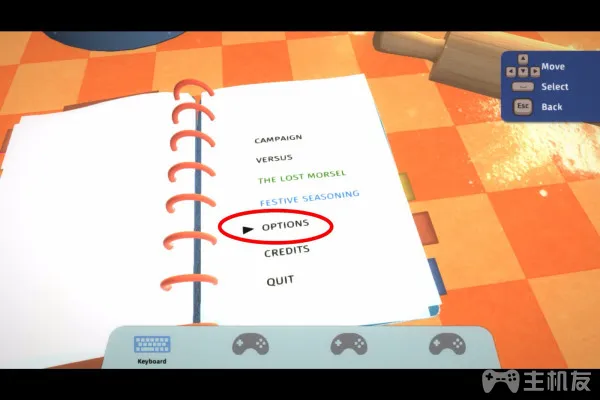 CAMPAIGN
VERSUS
THE LOST MORSEL
FESTIVE SEASONING
OPTIONS
CREDITS
QUIT
Move
Select
Esc
Back
Keyboard
主机友